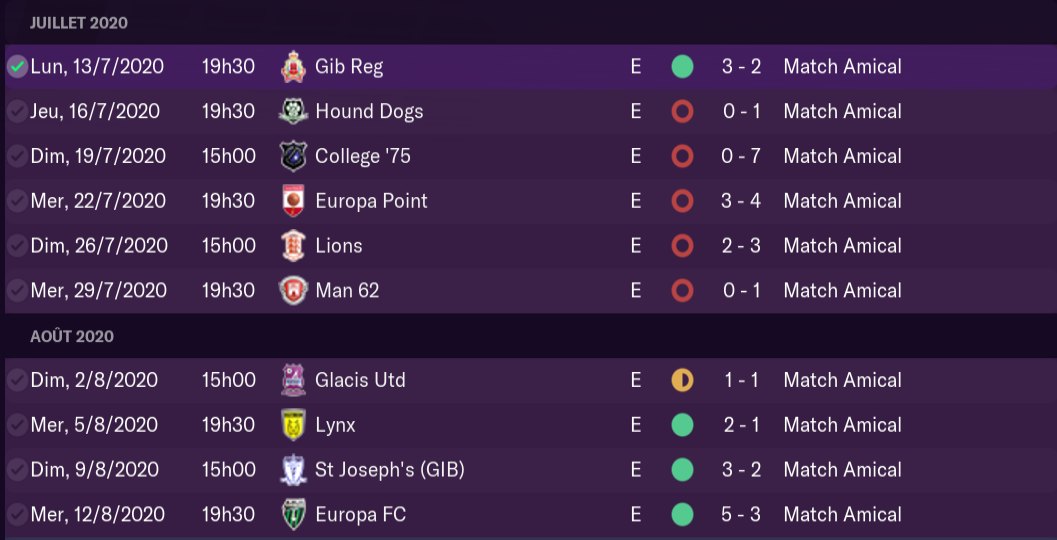 JUILLET 2020
Lun, 13/7/2020 19h30 Gib Reg E 3 - 2 Match Amical
Jeu, 16/7/2020 19h30 Hound Dogs E 0 - 1 Match Amical
Dim, 19/7/2020 15h00 College '75 E 0 - 7 Match Amical
Mer, 22/7/2020 19h30 Europa Point E 3 - 4 Match Amical
Dim, 26/7/2020 15h00 Lions E 2 - 3 Match Amical
Mer, 29/7/2020 19h30 Man 62 E 0 - 1 Match Amical
AOÛT 2020
Dim, 2/8/2020 15h00 Glacis Utd E 1 - 1 Match Amical
Mer, 5/8/2020 19h30 Lynx E 2 - 1 Match Amical
Dim, 9/8/2020 15h00 St Joseph's (GIB) E 3 - 2 Match Amical
Mer, 12/8/2020 19h30 Europa FC E 5 - 3 Match Amical